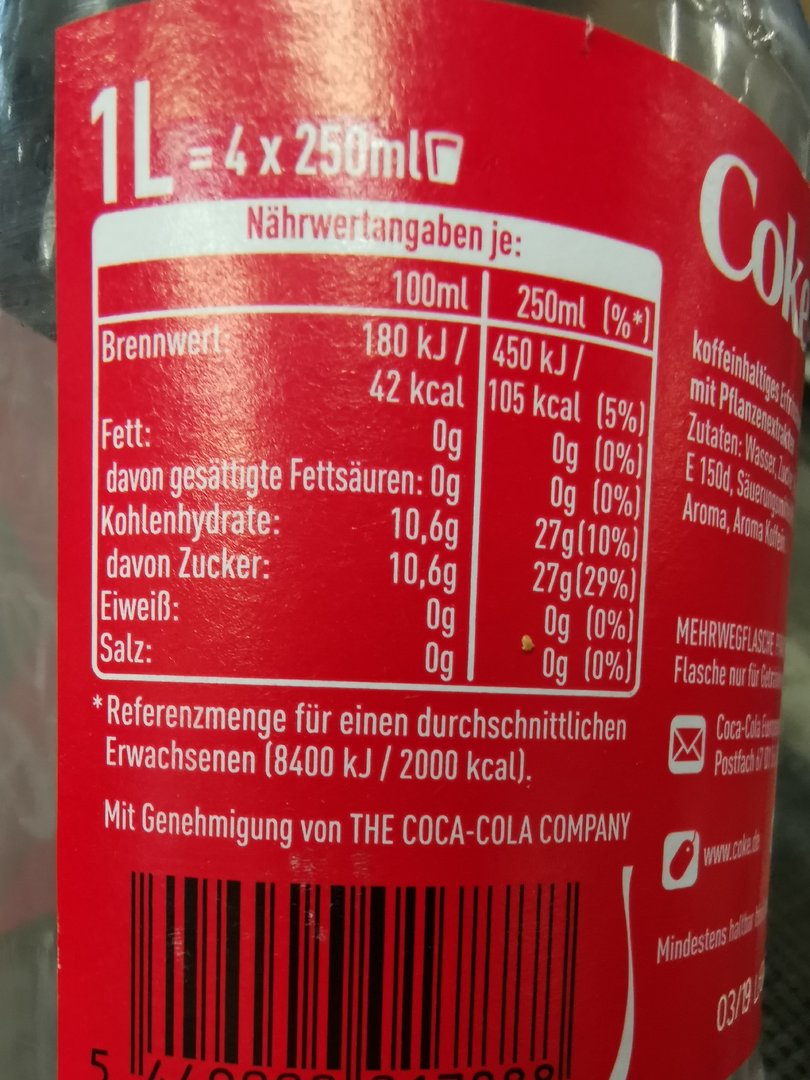 1L = 4 x 250ml
Nährwertangaben je:
100ml 250ml (%*)
Brennwert: 180 kJ / 450 kJ /
42 kcal 105 kcal (5%)
Fett: 0g 0g (0%)
davon gesättigte Fettsäuren: 0g 0g (0%)
Kohlenhydrate: 10,6g 27g(10%)
davon Zucker: 10,6g 27g(29%)
Eiweiß: 0g 0g (0%)
Salz: 0g 0g (0%)
*Referenzmenge für einen durchschnittlichen
Erwachsenen (8400 kJ / 2000 kcal).
Mit Genehmigung von THE COCA-COLA COMPANY
5
Coke
koffeinhaltiges
mit
Zutaten: Wasser,
E 150d,
Aroma, Aroma Koffein
MEHRWEGFLASCHE
Flasche nur für
Coca-Cola
Postfach
www.coke.de
Mindestens haltbar
03/19